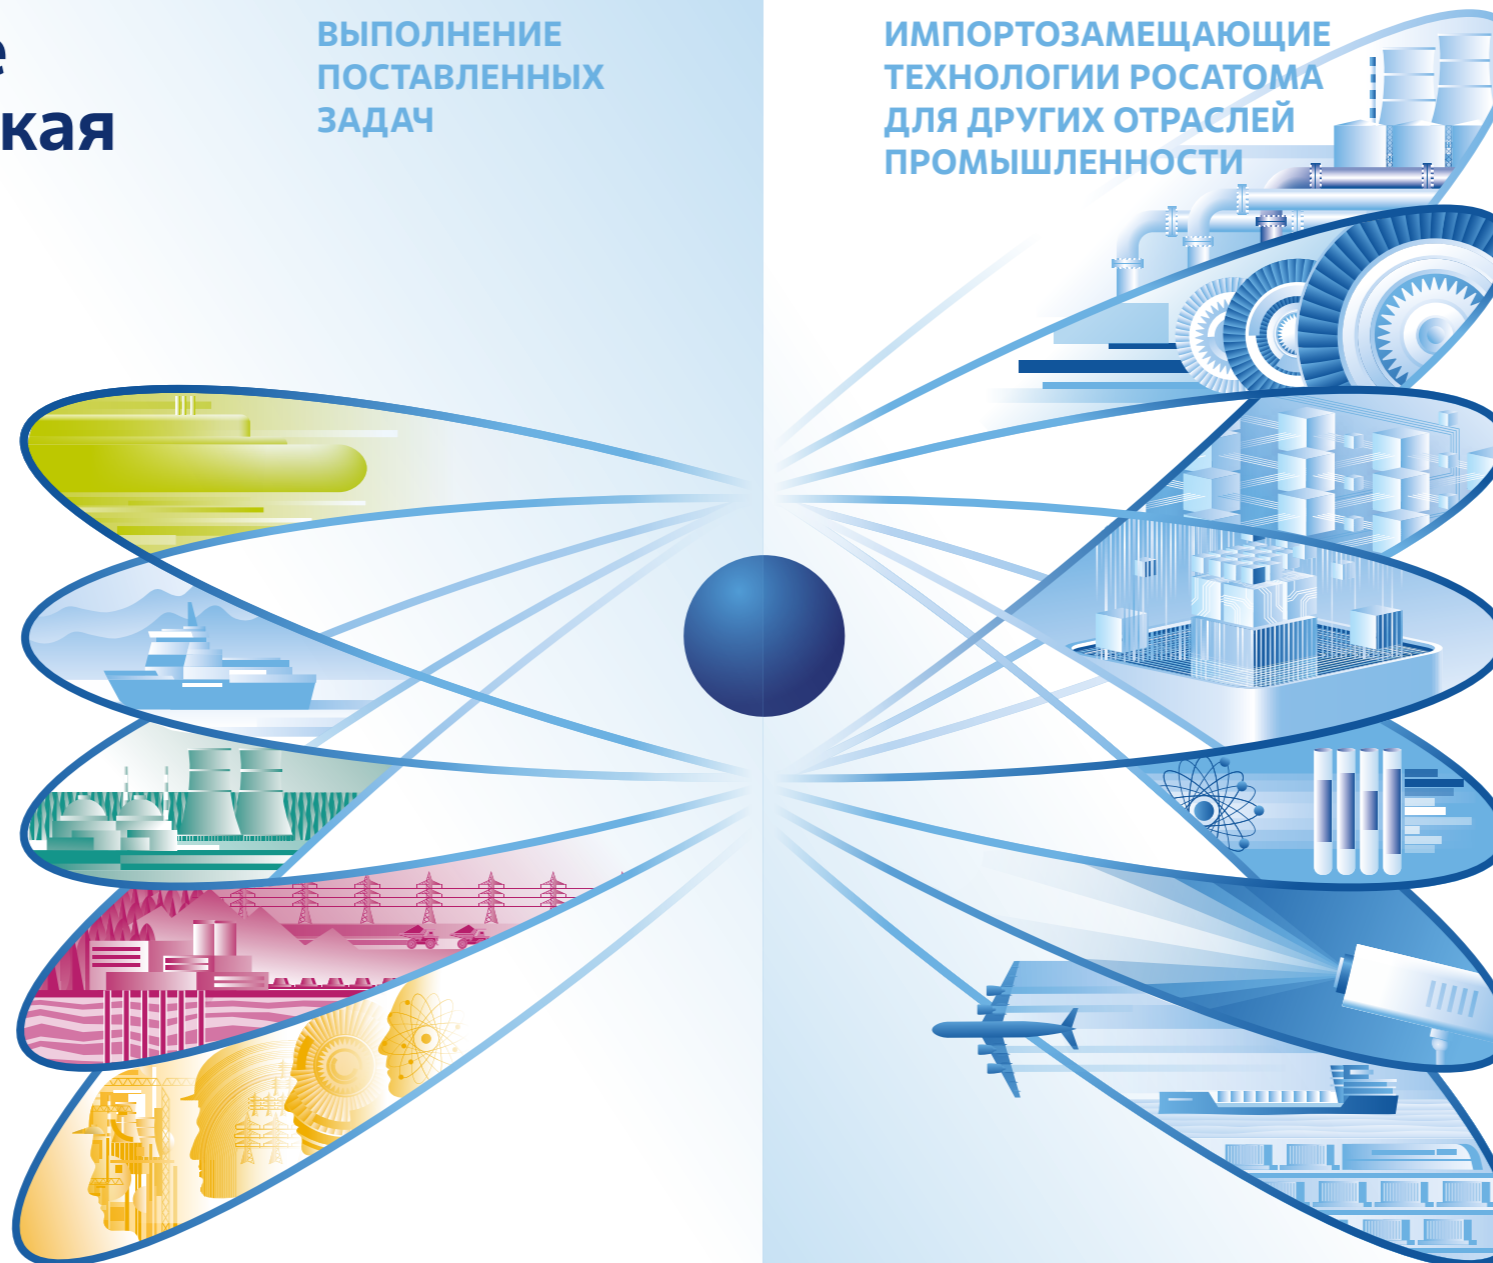 е
кая
ВЫПОЛНЕНИЕ
ПОСТАВЛЕННЫХ
ЗАДАЧ
ИМПОРТОЗАМЕЩАЮЩИЕ
ТЕХНОЛОГИИ РОСАТОМА
ДЛЯ ДРУГИХ ОТРАСЛЕЙ
ПРОМЫШЛЕННОСТИ